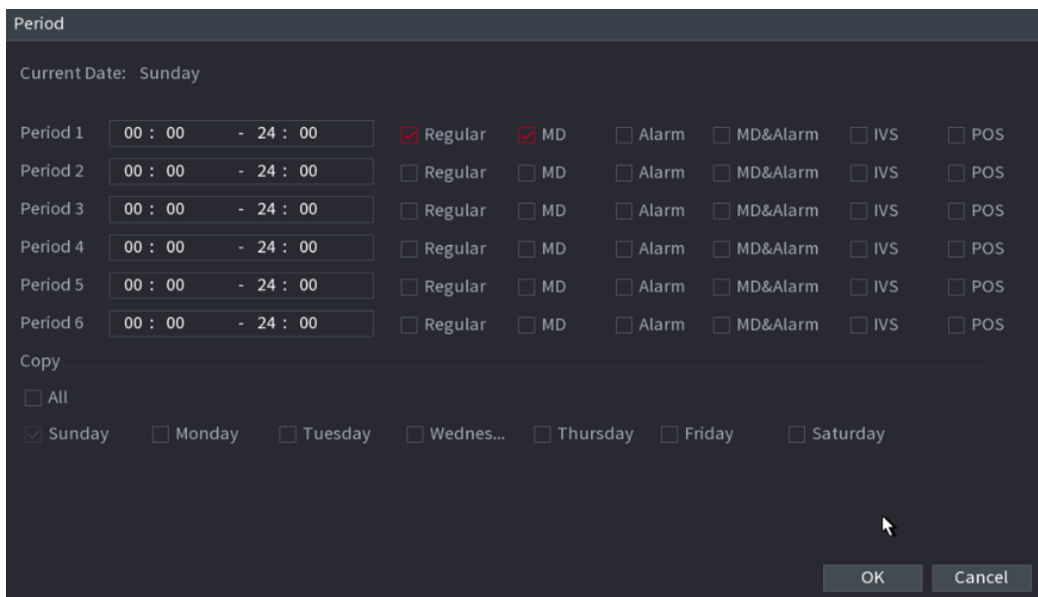 Period
Current Date: Sunday
Period 1 00 : 00 - 24 : 00 Regular MD Alarm MD&Alarm IVS POS
Period 2 00 : 00 - 24 : 00 Regular MD Alarm MD&Alarm IVS POS
Period 3 00 : 00 - 24 : 00 Regular MD Alarm MD&Alarm IVS POS
Period 4 00 : 00 - 24 : 00 Regular MD Alarm MD&Alarm IVS POS
Period 5 00 : 00 - 24 : 00 Regular MD Alarm MD&Alarm IVS POS
Period 6 00 : 00 - 24 : 00 Regular MD Alarm MD&Alarm IVS POS
Copy
All
Sunday Monday Tuesday Wednes... Thursday Friday Saturday
OK Cancel